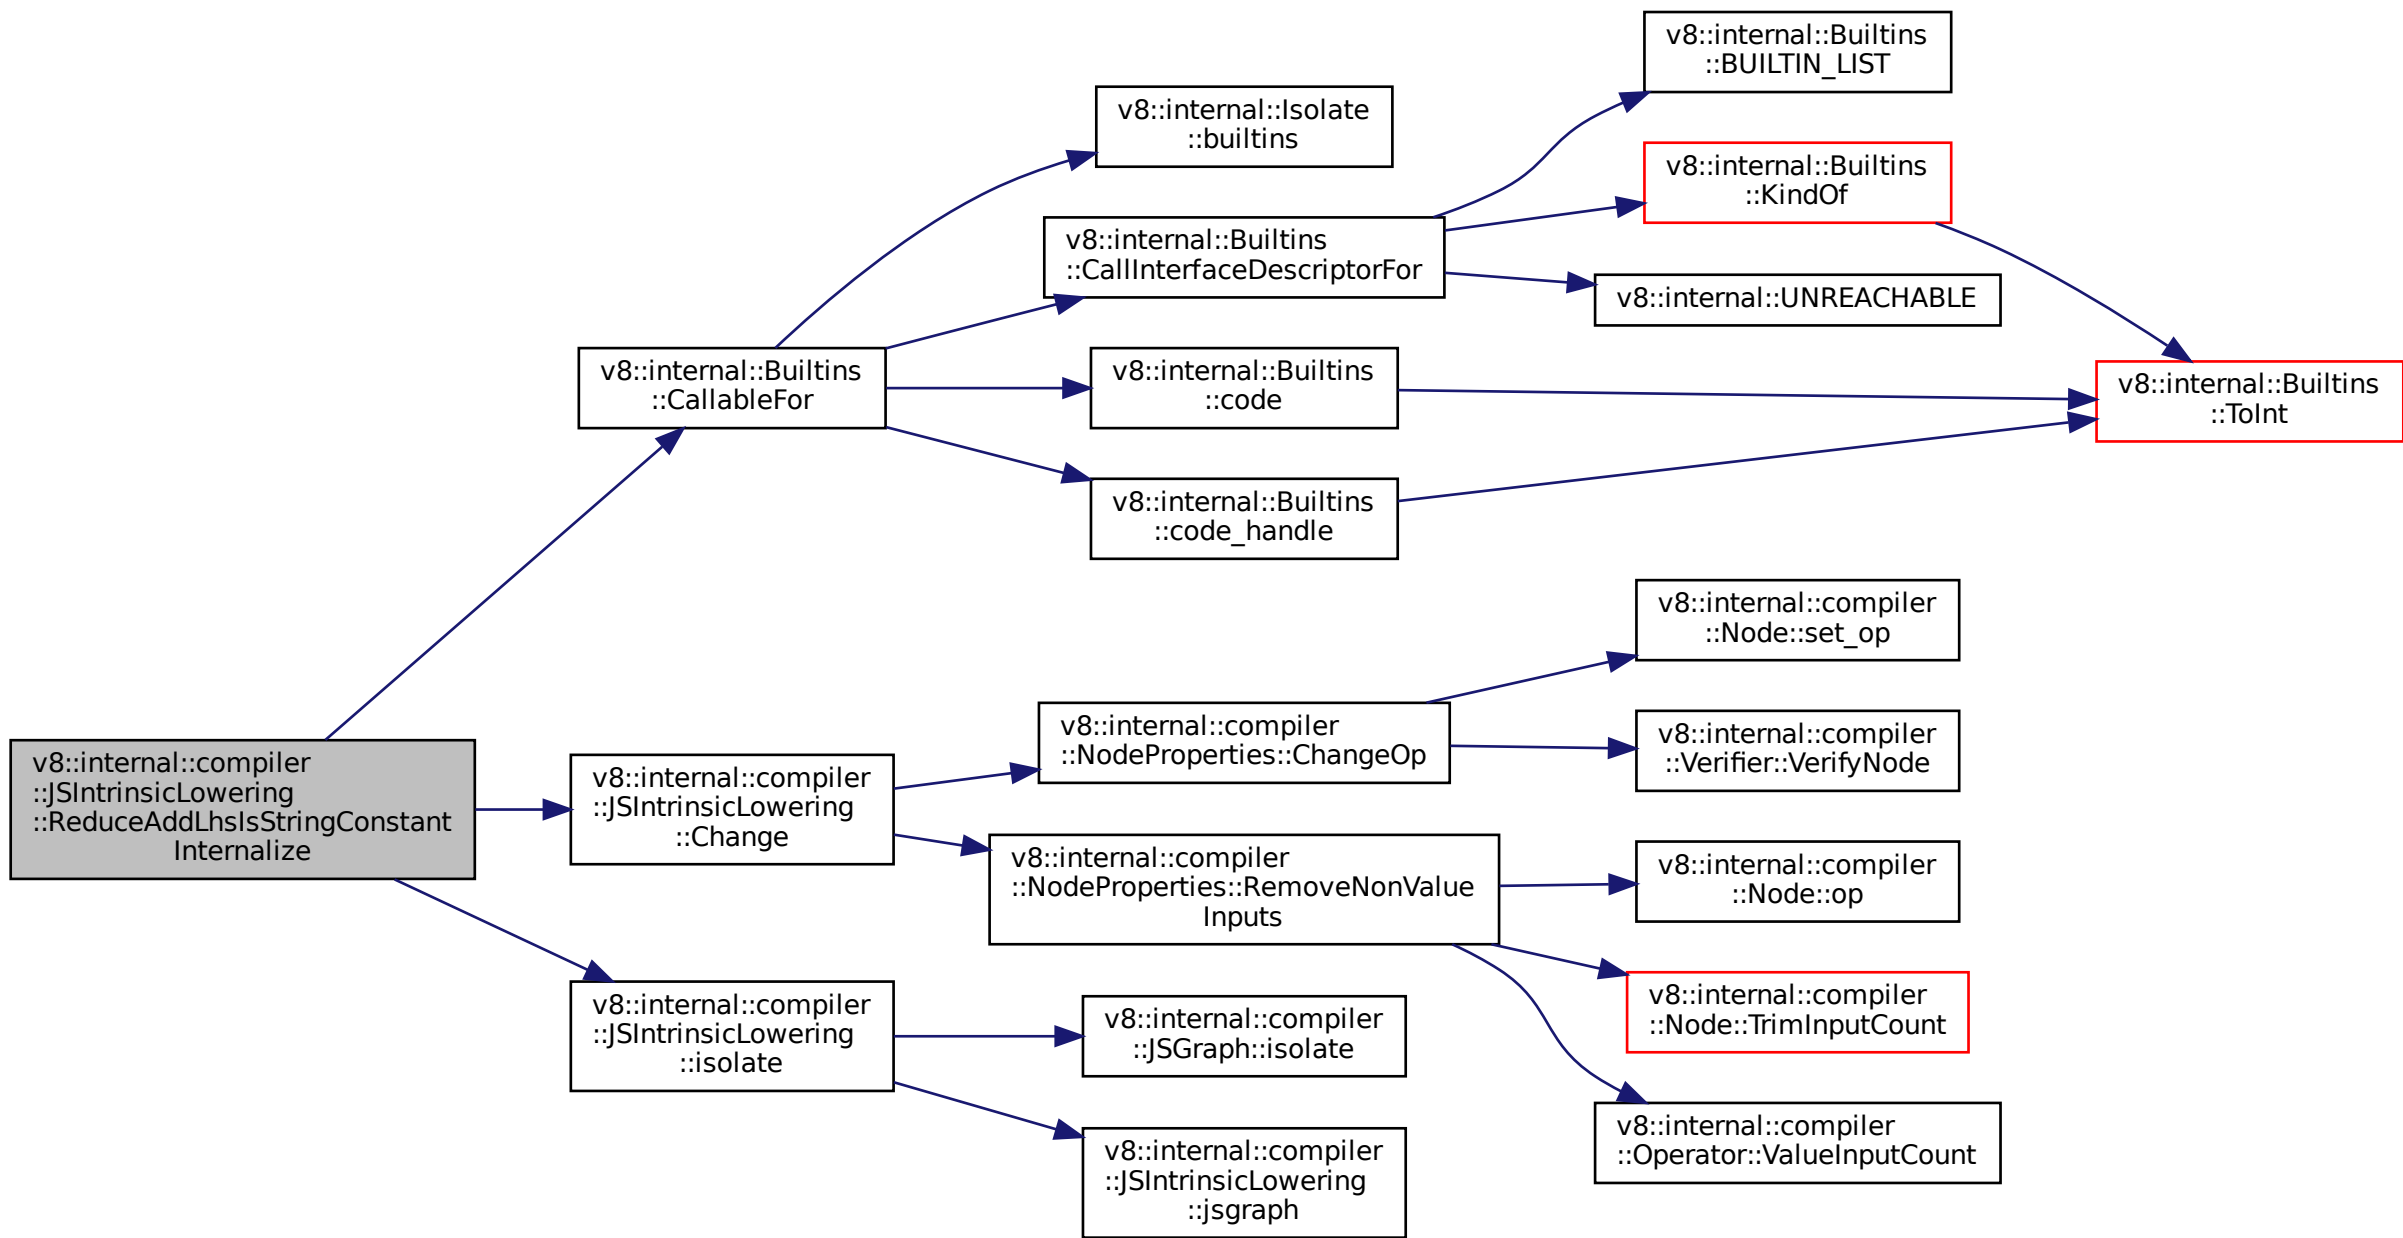 v8::internal::Builtins
::BUILTIN_LIST
v8::internal::Isolate
::builtins
v8::internal::Builtins
::KindOf
v8::internal::Builtins
::CallInterfaceDescriptorFor
v8::internal::UNREACHABLE
v8::internal::Builtins
::CallableFor
v8::internal::Builtins
::code
v8::internal::Builtins
::ToInt
v8::internal::Builtins
::code_handle
v8::internal::compiler
::Node::set_op
v8::internal::compiler
::NodeProperties::ChangeOp
v8::internal::compiler
::Verifier::VerifyNode
v8::internal::compiler
::JSIntrinsicLowering
::ReduceAddLhsIsStringConstant
Internalize
v8::internal::compiler
::JSIntrinsicLowering
::Change
v8::internal::compiler
::NodeProperties::RemoveNonValue
Inputs
v8::internal::compiler
::Node::op
v8::internal::compiler
::Node::TrimInputCount
v8::internal::compiler
::JSIntrinsicLowering
::isolate
v8::internal::compiler
::JSGraph::isolate
v8::internal::compiler
::Operator::ValueInputCount
v8::internal::compiler
::JSIntrinsicLowering
::jsgraph